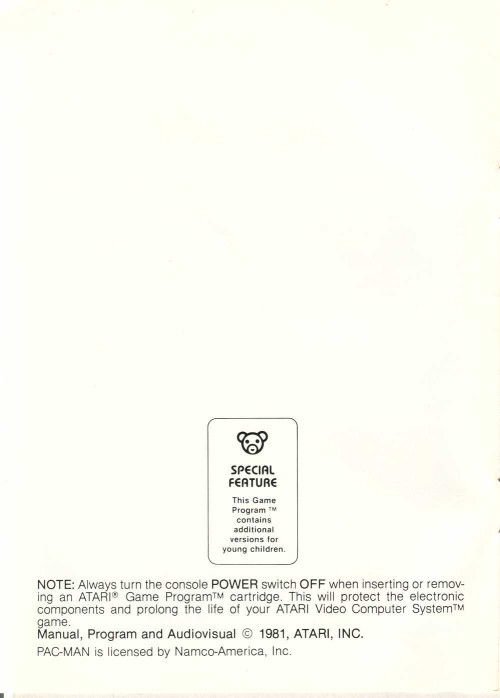 SPECIAL
FEATURE
This Game
Program ™
contains
additional
versions for
young children.
NOTE: Always turn the console POWER switch OFF when inserting or remov-
ing an ATARI® Game Program™ cartridge. This will protect the electronic
components and prolong the life of your ATARI Video Computer System™
game.
Manual, Program and Audiovisual © 1981, ATARI, INC.
PAC-MAN is licensed by Namco-America, Inc.